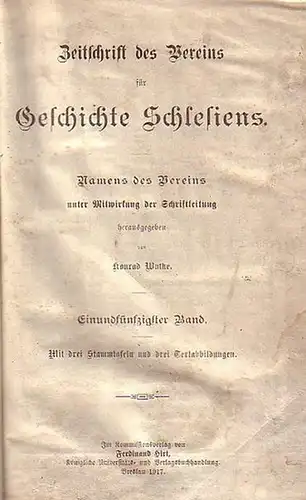 Zeitschrift des Vereins
für
Geschichte Schlesiens.
Namens des Vereins
unter Mitwirkung der Schriftleitung
herausgegeben
von
Konrad Wutke.
Einundfünfzigster Band.
Mit drei Stammtafeln und drei Textabbildungen.
Im Kommissionsverlag von
Ferdinand Hirt,
Königliche Universitäts- und Verlagsbuchhandlung.
Breslau 1917.